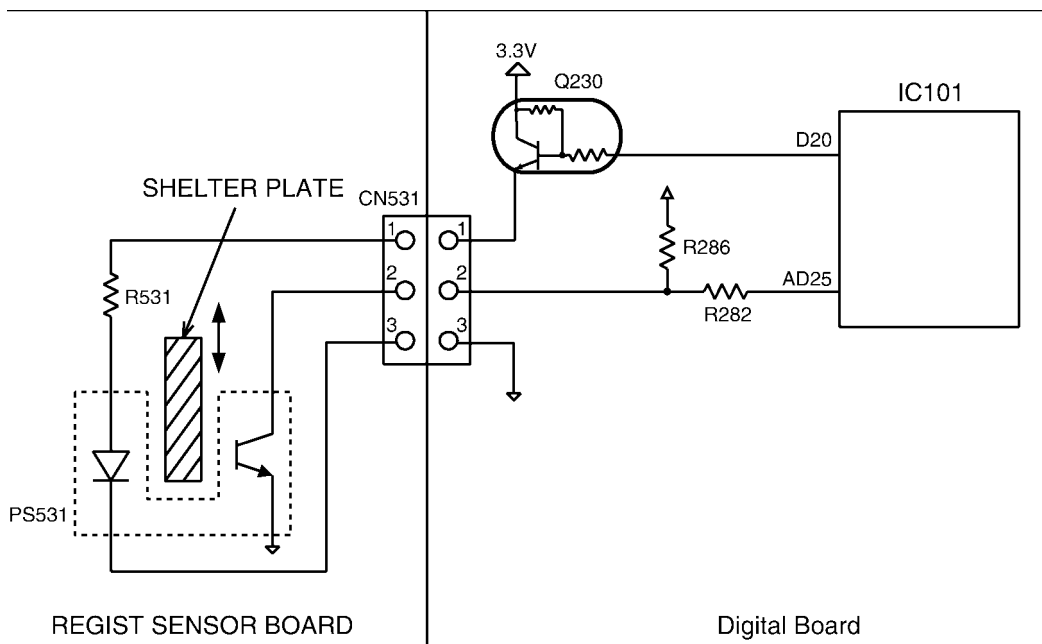 3.3V
Q230
IC101
D20
SHELTER PLATE
CN531
1 1
R286
2 2
R531
AD25
R282
3 3
PS531
REGIST SENSOR BOARD
Digital Board